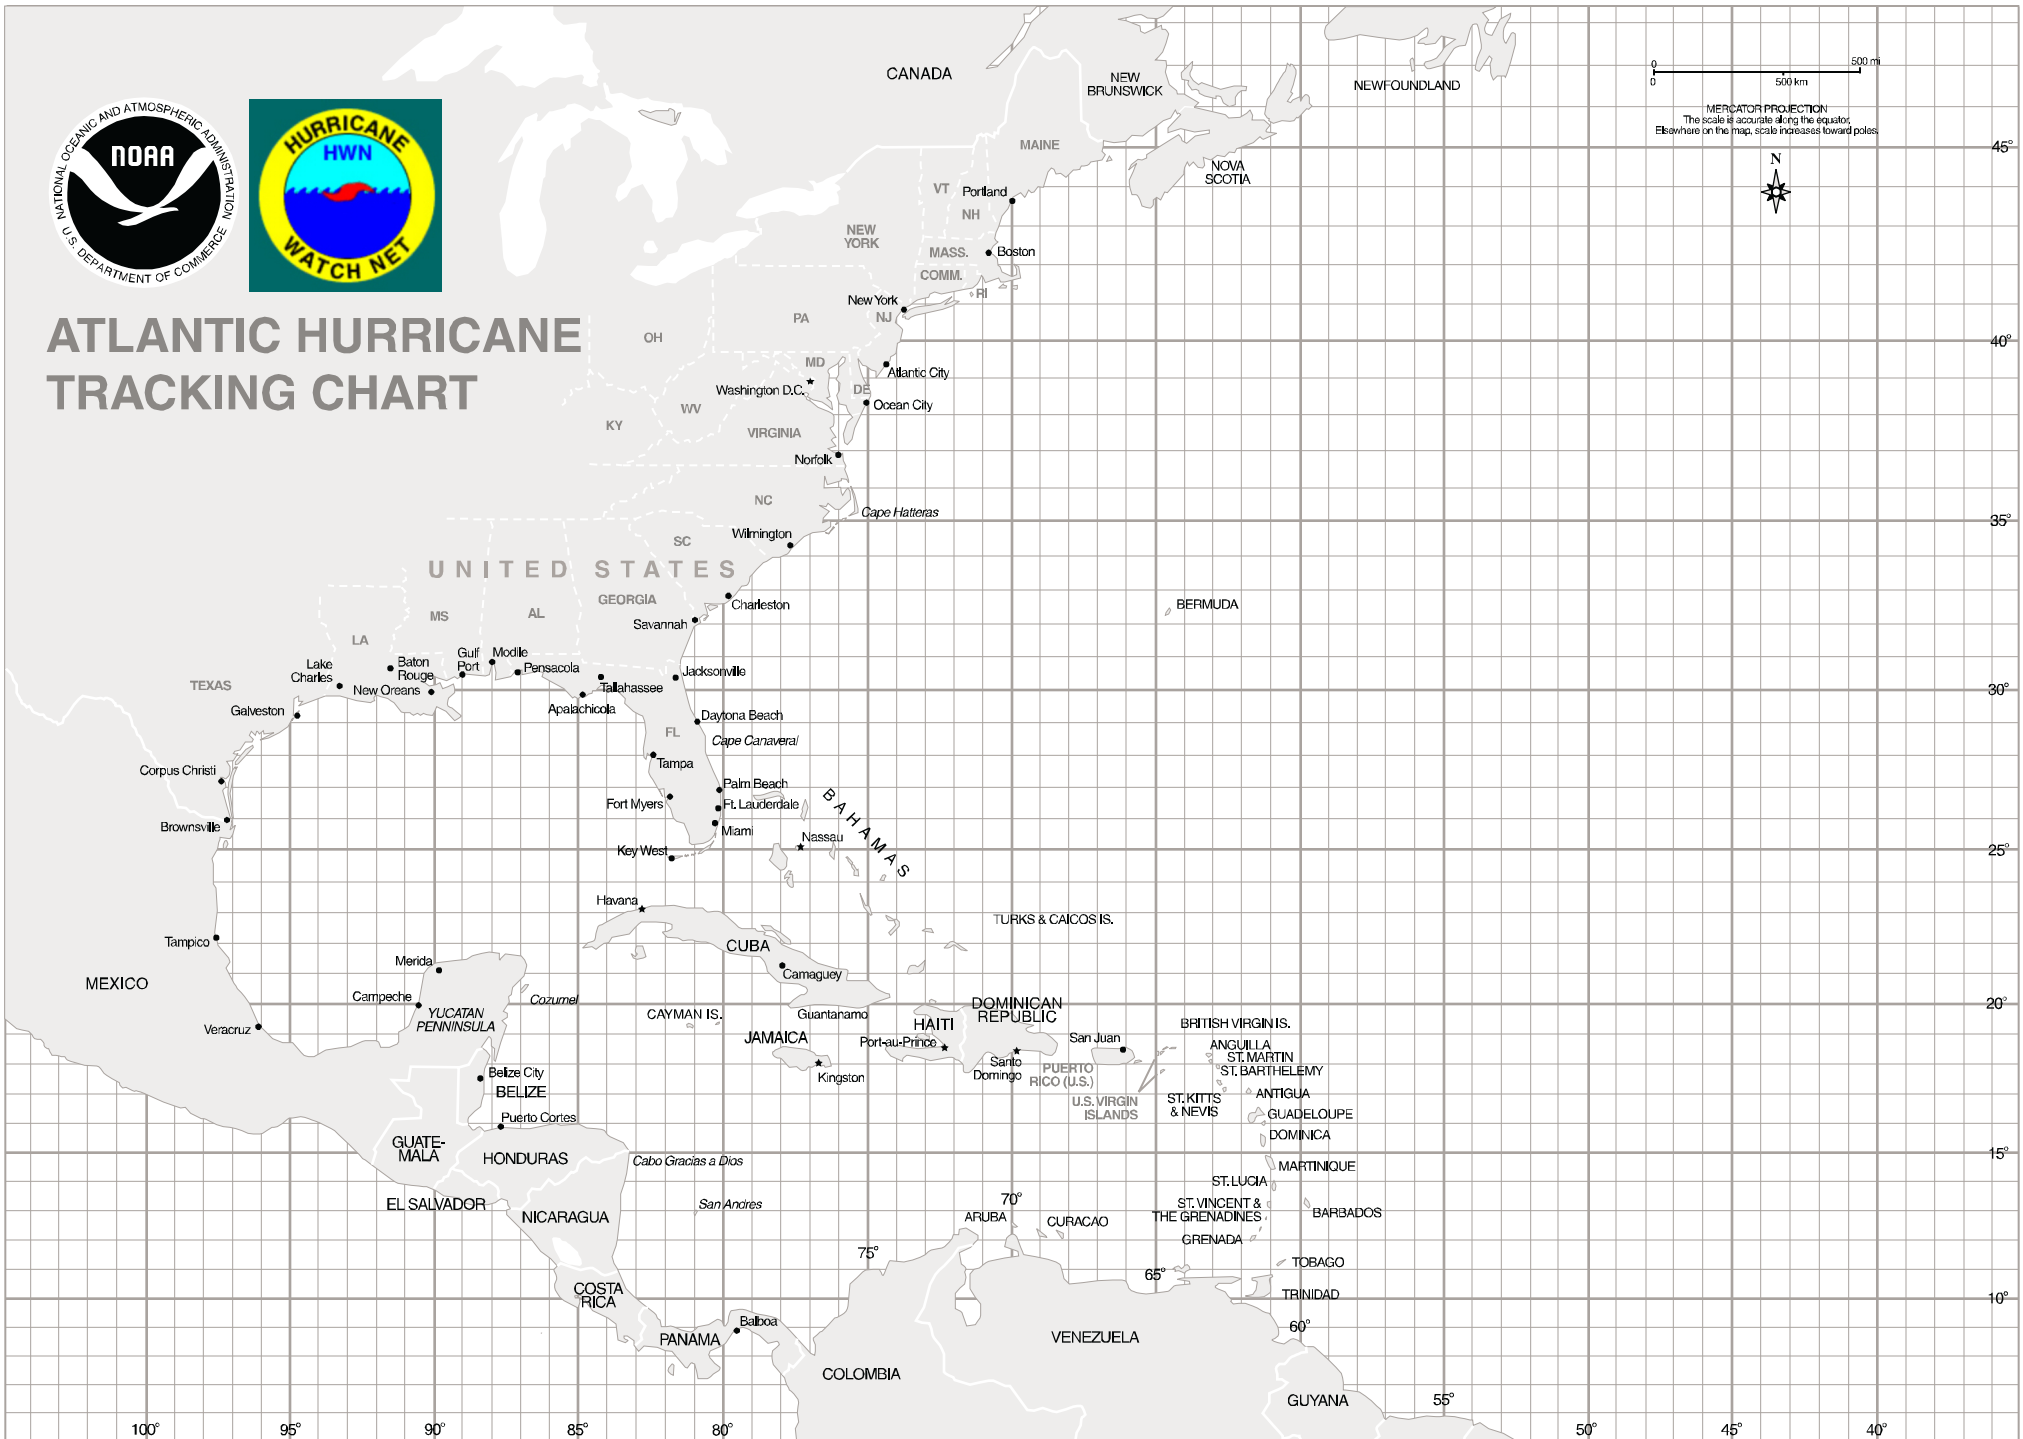 CANADA
NEW
BRUNSWICK
NEWFOUNDLAND
0
500 mi
0
500 km
MERCATOR PROJECTION
The scale is accurate along the equator.
Elsewhere on the map, scale increases toward poles.
N
NATIONAL OCEANIC AND ATMOSPHERIC ADMINISTRATION
NOAA
U.S. DEPARTMENT OF COMMERCE
HURRICANE
HWN
WATCH NET
ATLANTIC HURRICANE
TRACKING CHART
MAINE
45°
NOVA
SCOTIA
VT
Portland
NH
NEW
YORK
MASS.
Boston
COMM.
RI
New York
NJ
PA
OH
40°
MD
Washington D.C.
Atlantic City
DE
Ocean City
WV
KY
VIRGINIA
Norfolk
NC
Cape Hatteras
35°
Wilmington
SC
UNITED STATES
GEORGIA
Charleston
BERMUDA
MS
AL
Savannah
LA
Lake
Charles
Baton
Rouge
Gulf
Port
Modile
Pensacola
Jacksonville
TEXAS
New Oreans
Tallahassee
30°
Galveston
Apalachicola
Daytona Beach
FL
Cape Canaveral
Tampa
Corpus Christi
Palm Beach
Fort Myers
Ft. Lauderdale
BAHAMAS
Brownsville
Miami
Nassau
Key West
25°
Havana
TURKS & CAICOS IS.
Tampico
CUBA
Merida
Camaguey
MEXICO
Campeche
Cozumel
YUCATAN
PENNINSULA
DOMINICAN
REPUBLIC
20°
Veracruz
CAYMAN IS.
Guantanamo
HAITI
BRITISH VIRGIN IS.
JAMAICA
Port-au-Prince
San Juan
ANGUILLA
ST. MARTIN
Santo
Domingo
PUERTO
RICO (U.S.)
ST. BARTHELEMY
Belize City
Kingston
BELIZE
ANTIGUA
U.S. VIRGIN
ISLANDS
ST. KITTS
& NEVIS
Puerto Cortes
GUADELOUPE
DOMINICA
GUATE-
MALA
HONDURAS
Cabo Gracias a Dios
15°
MARTINIQUE
ST. LUCIA
EL SALVADOR
San Andres
70°
ST. VINCENT &
THE GRENADINES
BARBADOS
NICARAGUA
ARUBA
CURACAO
GRENADA
75°
TOBAGO
65°
COSTA
RICA
TRINIDAD
10°
Balboa
60°
PANAMA
VENEZUELA
COLOMBIA
GUYANA
55°
100°
95°
90°
85°
80°
50°
45°
40°